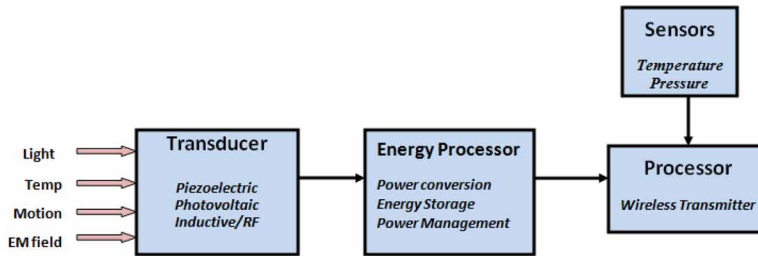 Light
Temp
Motion
EM field
Transducer
Piezoelectric
Photovoltaic
Inductive/RF
Energy Processor
Power conversion
Energy Storage
Power Management
Sensors
Temperature
Pressure
Processor
Wireless Transmitter